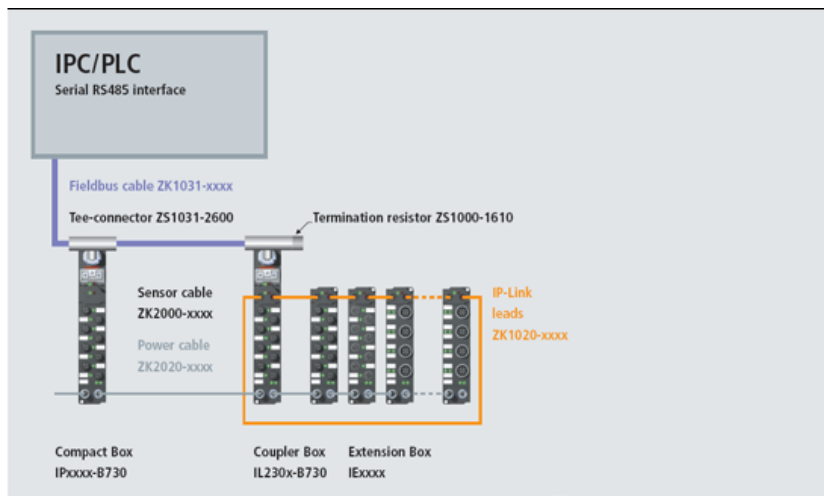 IPC/PLC
Serial RS485 interface
Fieldbus cable ZK1031-xxxx
Tee-connector ZS1031-2600
Termination resistor ZS1000-1610
Sensor cable
ZK2000-xxxx
Power cable
ZK2020-xxxx
IP-Link
leads
ZK1020-xxxx
Compact Box
IPxxxx-B730
Coupler Box
IL230x-B730
Extension Box
IExxxx